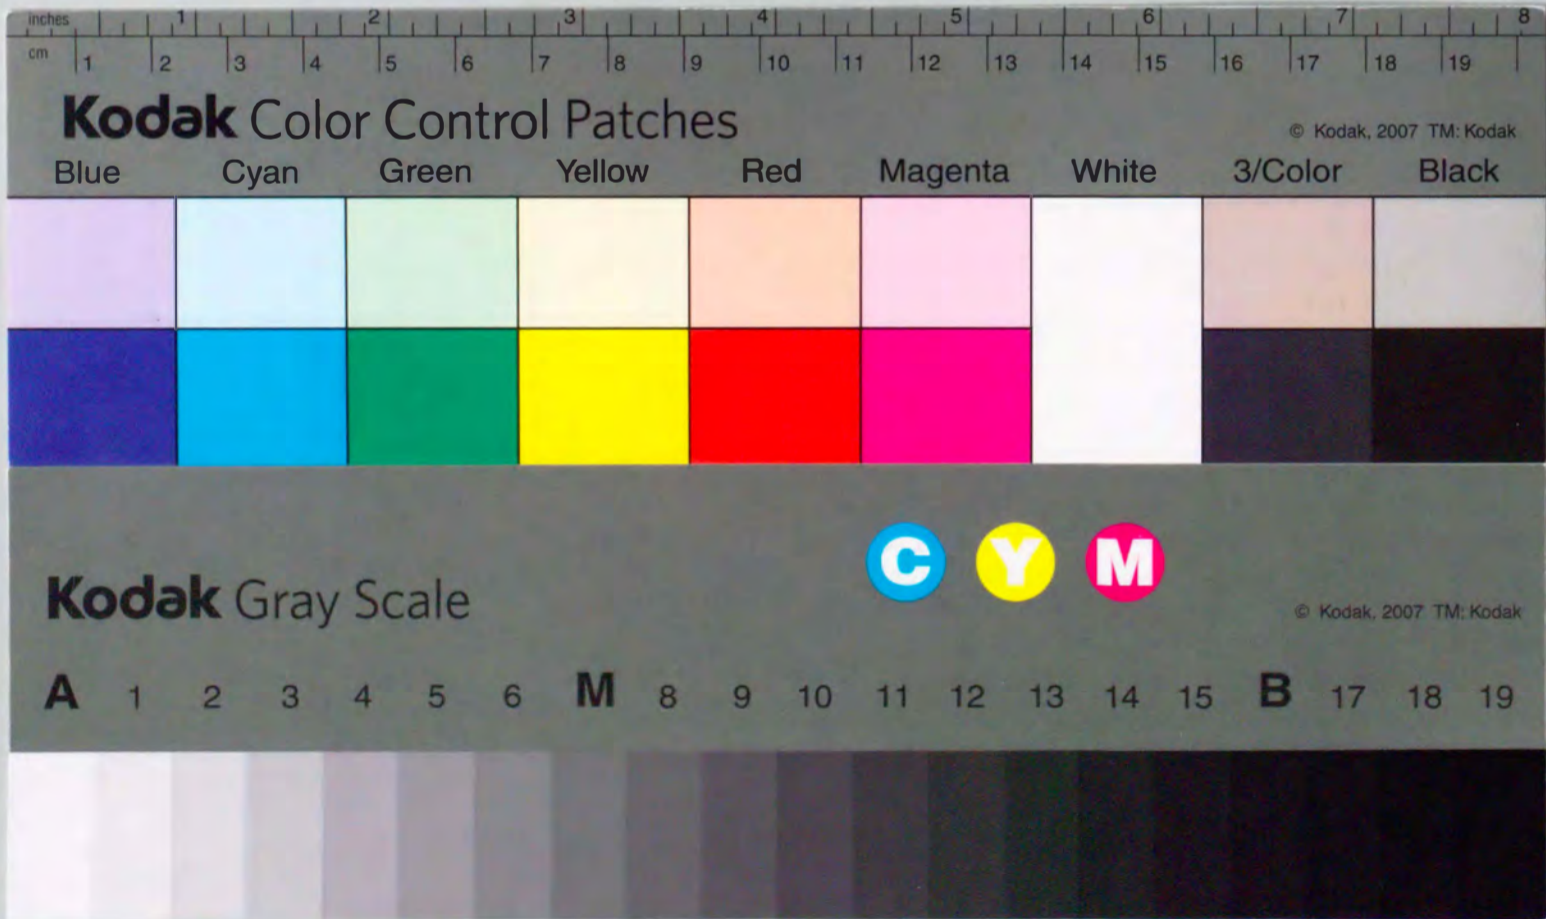 inches 1 2 3 4 5 6 7 8
cm 1 2 3 4 5 6 7 8 9 10 11 12 13 14 15 16 17 18 19
Kodak Color Control Patches
© Kodak, 2007 TM: Kodak
Blue Cyan Green Yellow Red Magenta White 3/Color Black
C Y M
Kodak Gray Scale
© Kodak, 2007 TM: Kodak
A 1 2 3 4 5 6 M 8 9 10 11 12 13 14 15 B 17 18 19